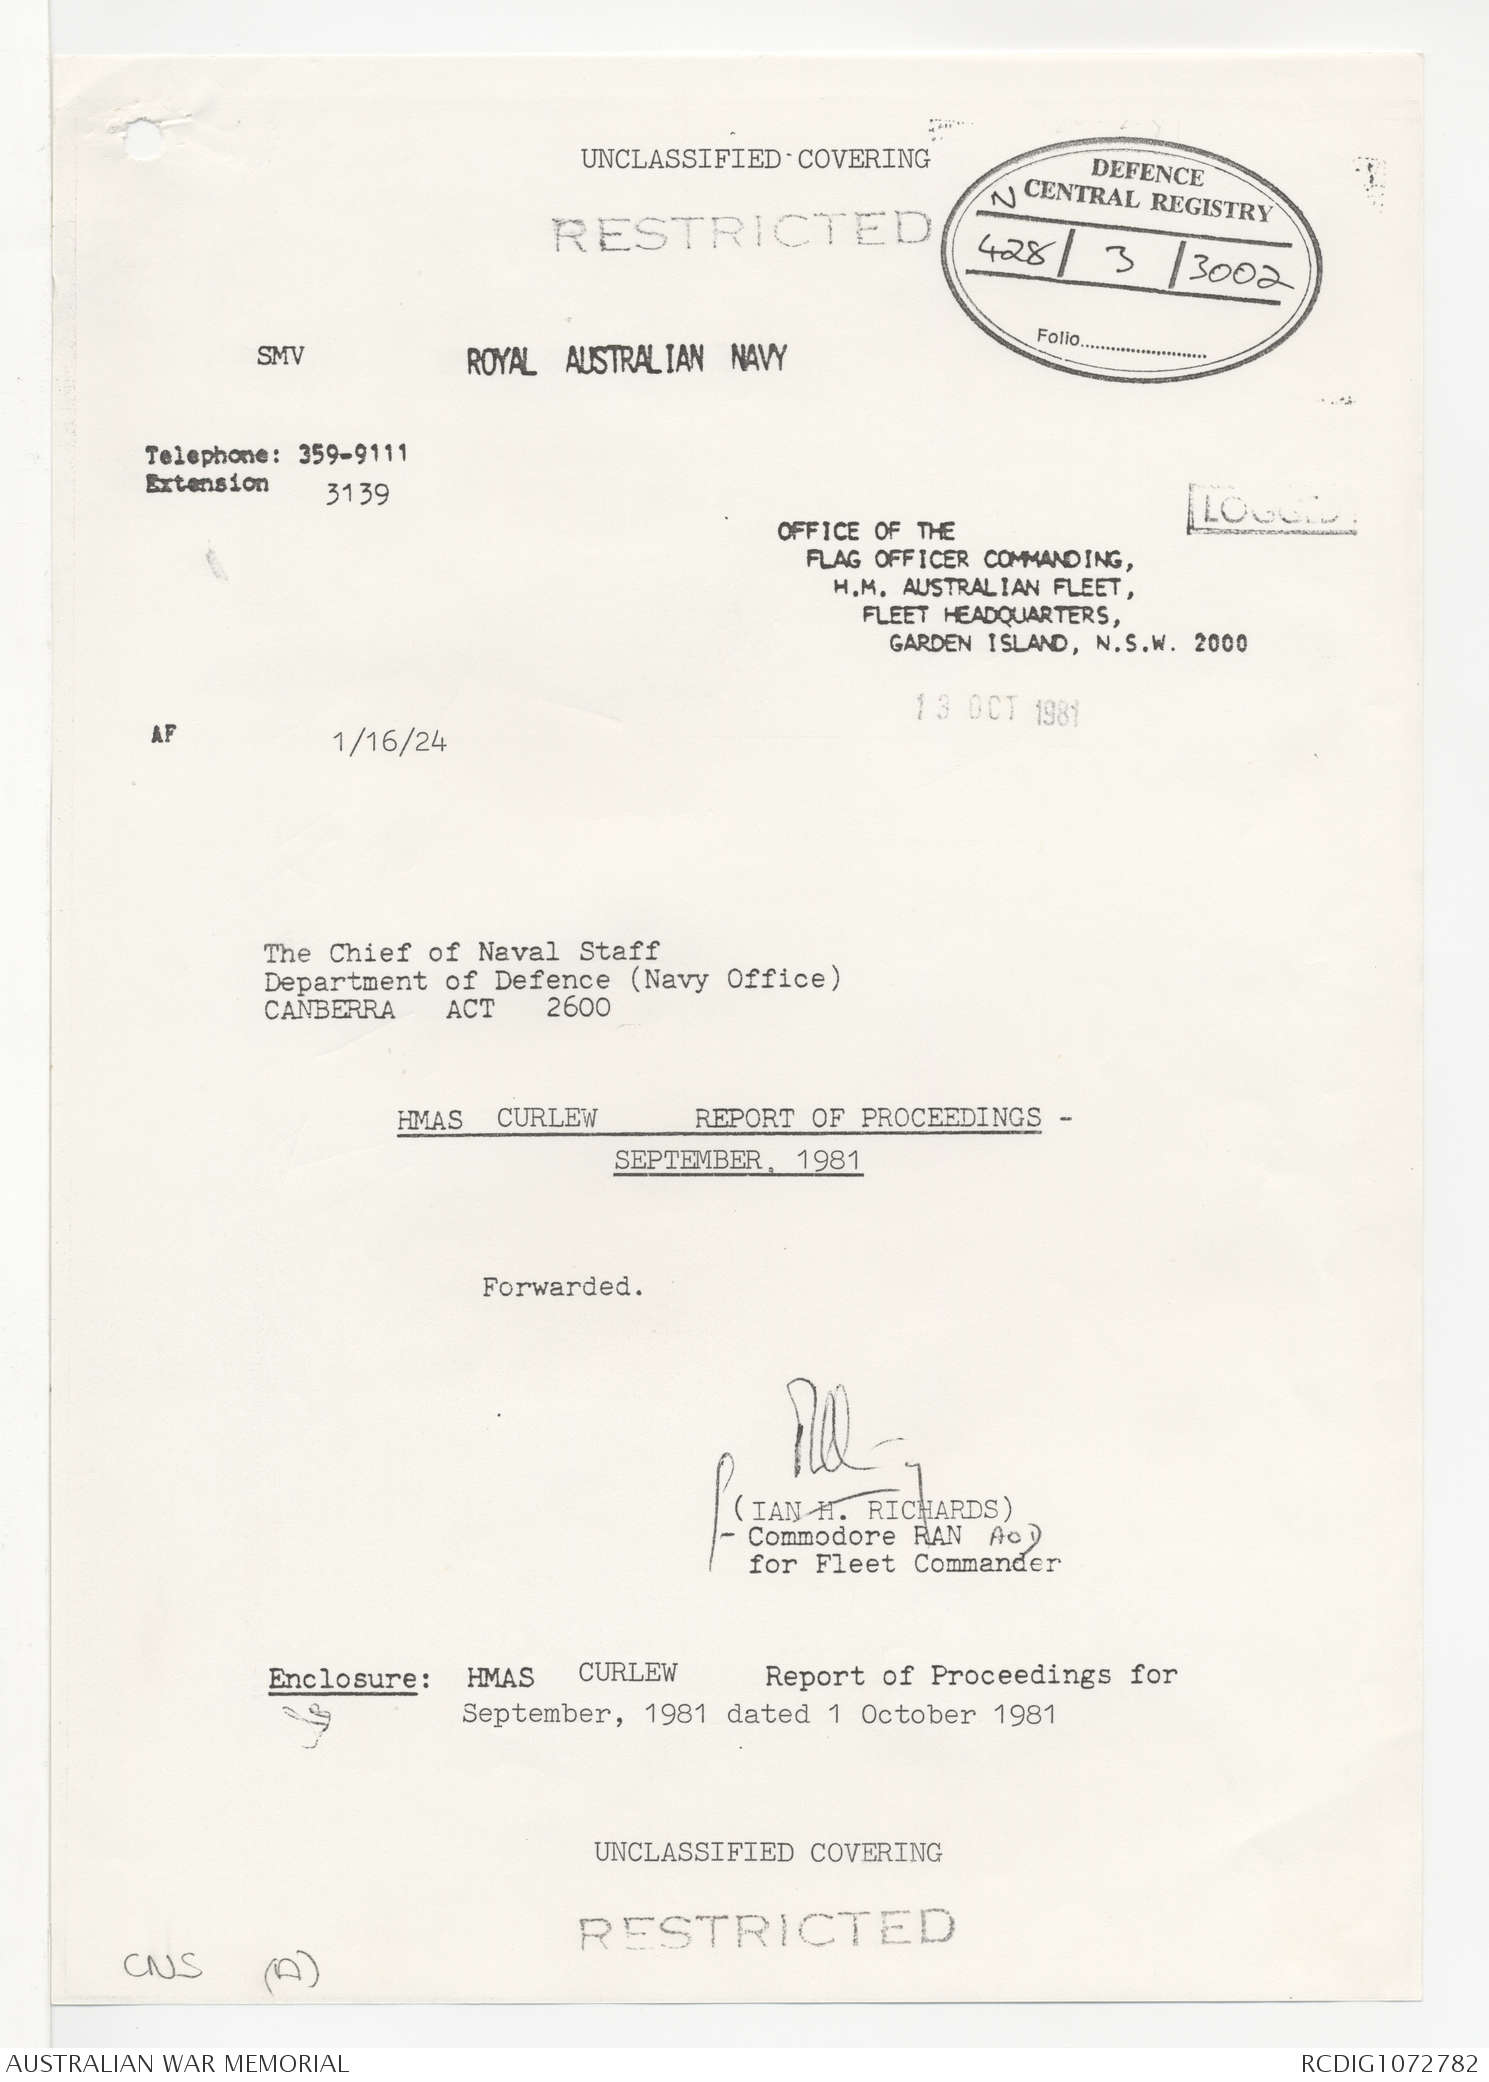 UNCLASSIFIED COVERING
RESTRICTED
DEFENCE
CENTRAL REGISTRY
N
428 / 3 / 3002
Folio
SMV
ROYAL AUSTRALIAN NAVY
Telephone: 359-9111
Extension 3139
LOGGED
OFFICE OF THE
FLAG OFFICER COMMANDING,
H.M. AUSTRALIAN FLEET,
FLEET HEADQUARTERS,
GARDEN ISLAND, N.S.W. 2000
13 OCT 1981
AF 1/16/24
The Chief of Naval Staff
Department of Defence (Navy Office)
CANBERRA ACT 2600
HMAS CURLEW REPORT OF PROCEEDINGS -
SEPTEMBER, 1981
Forwarded.
(IAN H. RICHARDS)
- Commodore RAN
for Fleet Commander
Enclosure: HMAS CURLEW Report of Proceedings for
September, 1981 dated 1 October 1981
UNCLASSIFIED COVERING
RESTRICTED
CNS (A)
AUSTRALIAN WAR MEMORIAL
RCDIG1072782